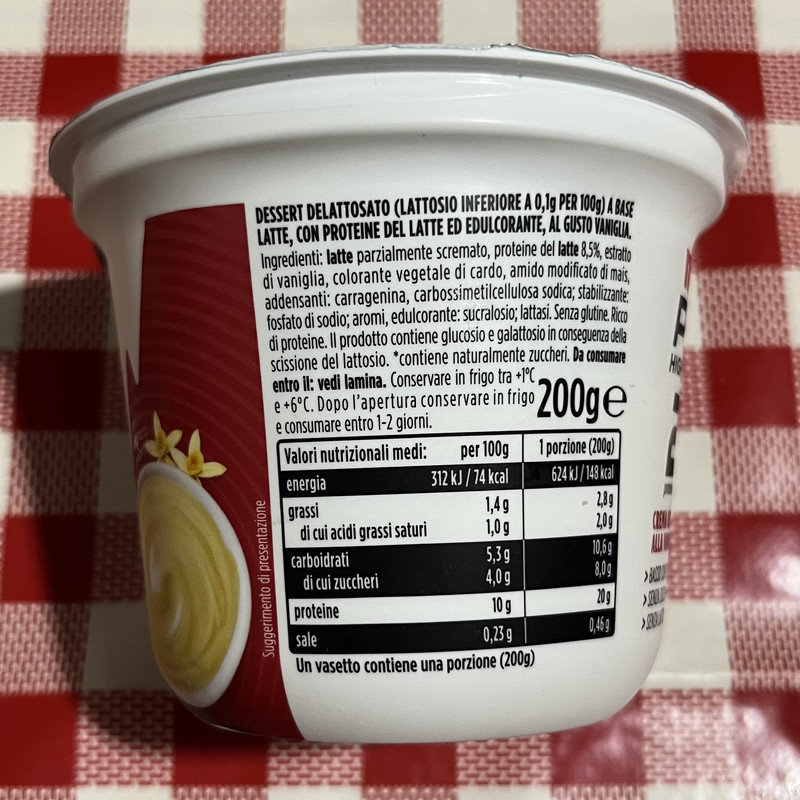 DESSERT DELATTOSATO (LATTOSIO INFERIORE A 0,1g PER 100g) A BASE
LATTE, CON PROTEINE DEL LATTE ED EDULCORANTE, AL GUSTO VANIGLIA.
Ingredienti: latte parzialmente scremato, proteine del latte 8,5%, estratto
di vaniglia, colorante vegetale di cardo, amido modificato di mais,
addensanti: carragenina, carbossimetilcellulosa sodica; stabilizzante:
fosfato di sodio; aromi, edulcorante: sucralosio; lattasi. Senza glutine. Ricco
di proteine. Il prodotto contiene glucosio e galattosio in conseguenza della
scissione del lattosio. *contiene naturalmente zuccheri. Da consumare
entro il: vedi lamina. Conservare in frigo tra +1°C
e +6°C. Dopo l'apertura conservare in frigo
e consumare entro 1-2 giorni.
200g e
Valori nutrizionali medi: per 100g 1 porzione (200g)
energia 312 kJ / 74 kcal 624 kJ / 148 kcal
grassi 1,4 g 2,8 g
di cui acidi grassi saturi 1,0 g 2,0 g
carboidrati 5,3 g 10,6 g
di cui zuccheri 4,0 g 8,0 g
proteine 10 g 20 g
sale 0,23 g 0,46 g
Un vasetto contiene una porzione (200g)
Suggerimento di presentazione